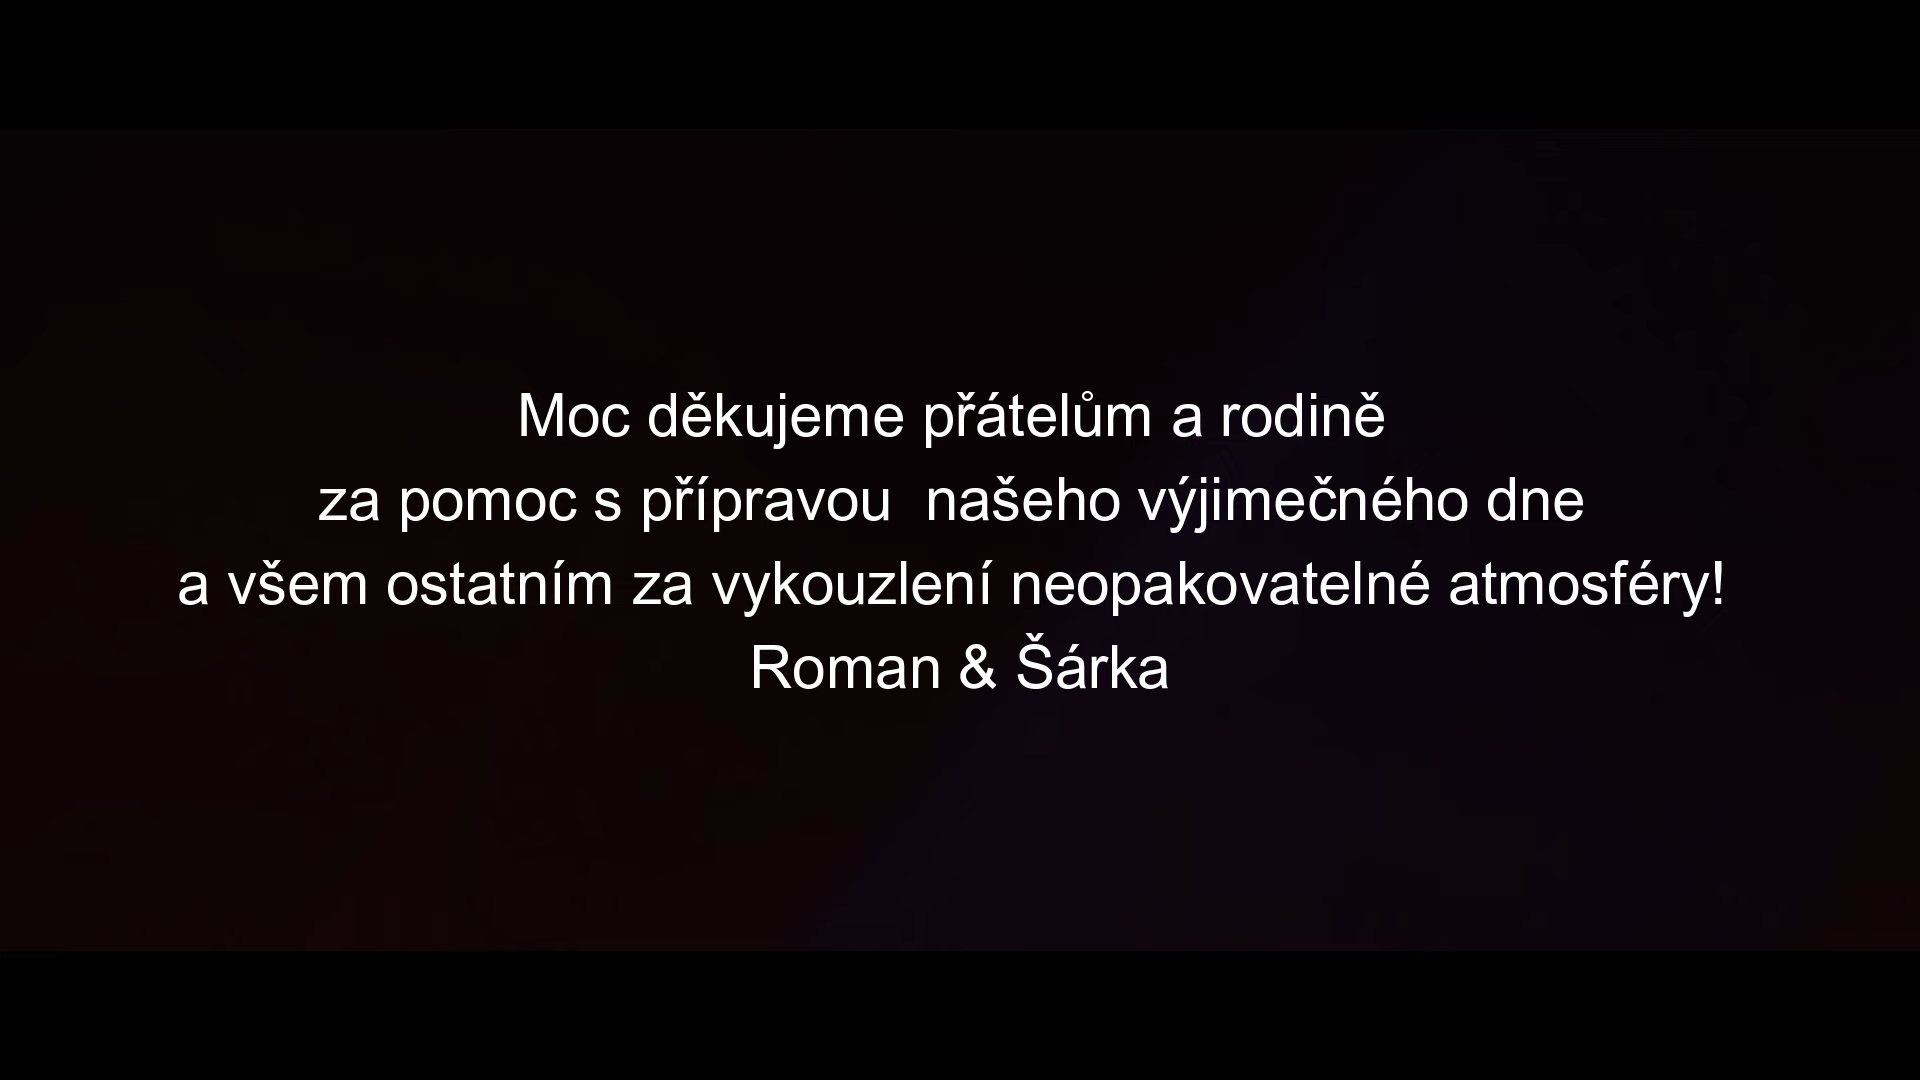 Moc děkujeme přátelům a rodině
za pomoc s přípravou  našeho výjimečného dne
a všem ostatním za vykouzlení neopakovatelné atmosféry!
Roman & Šárka